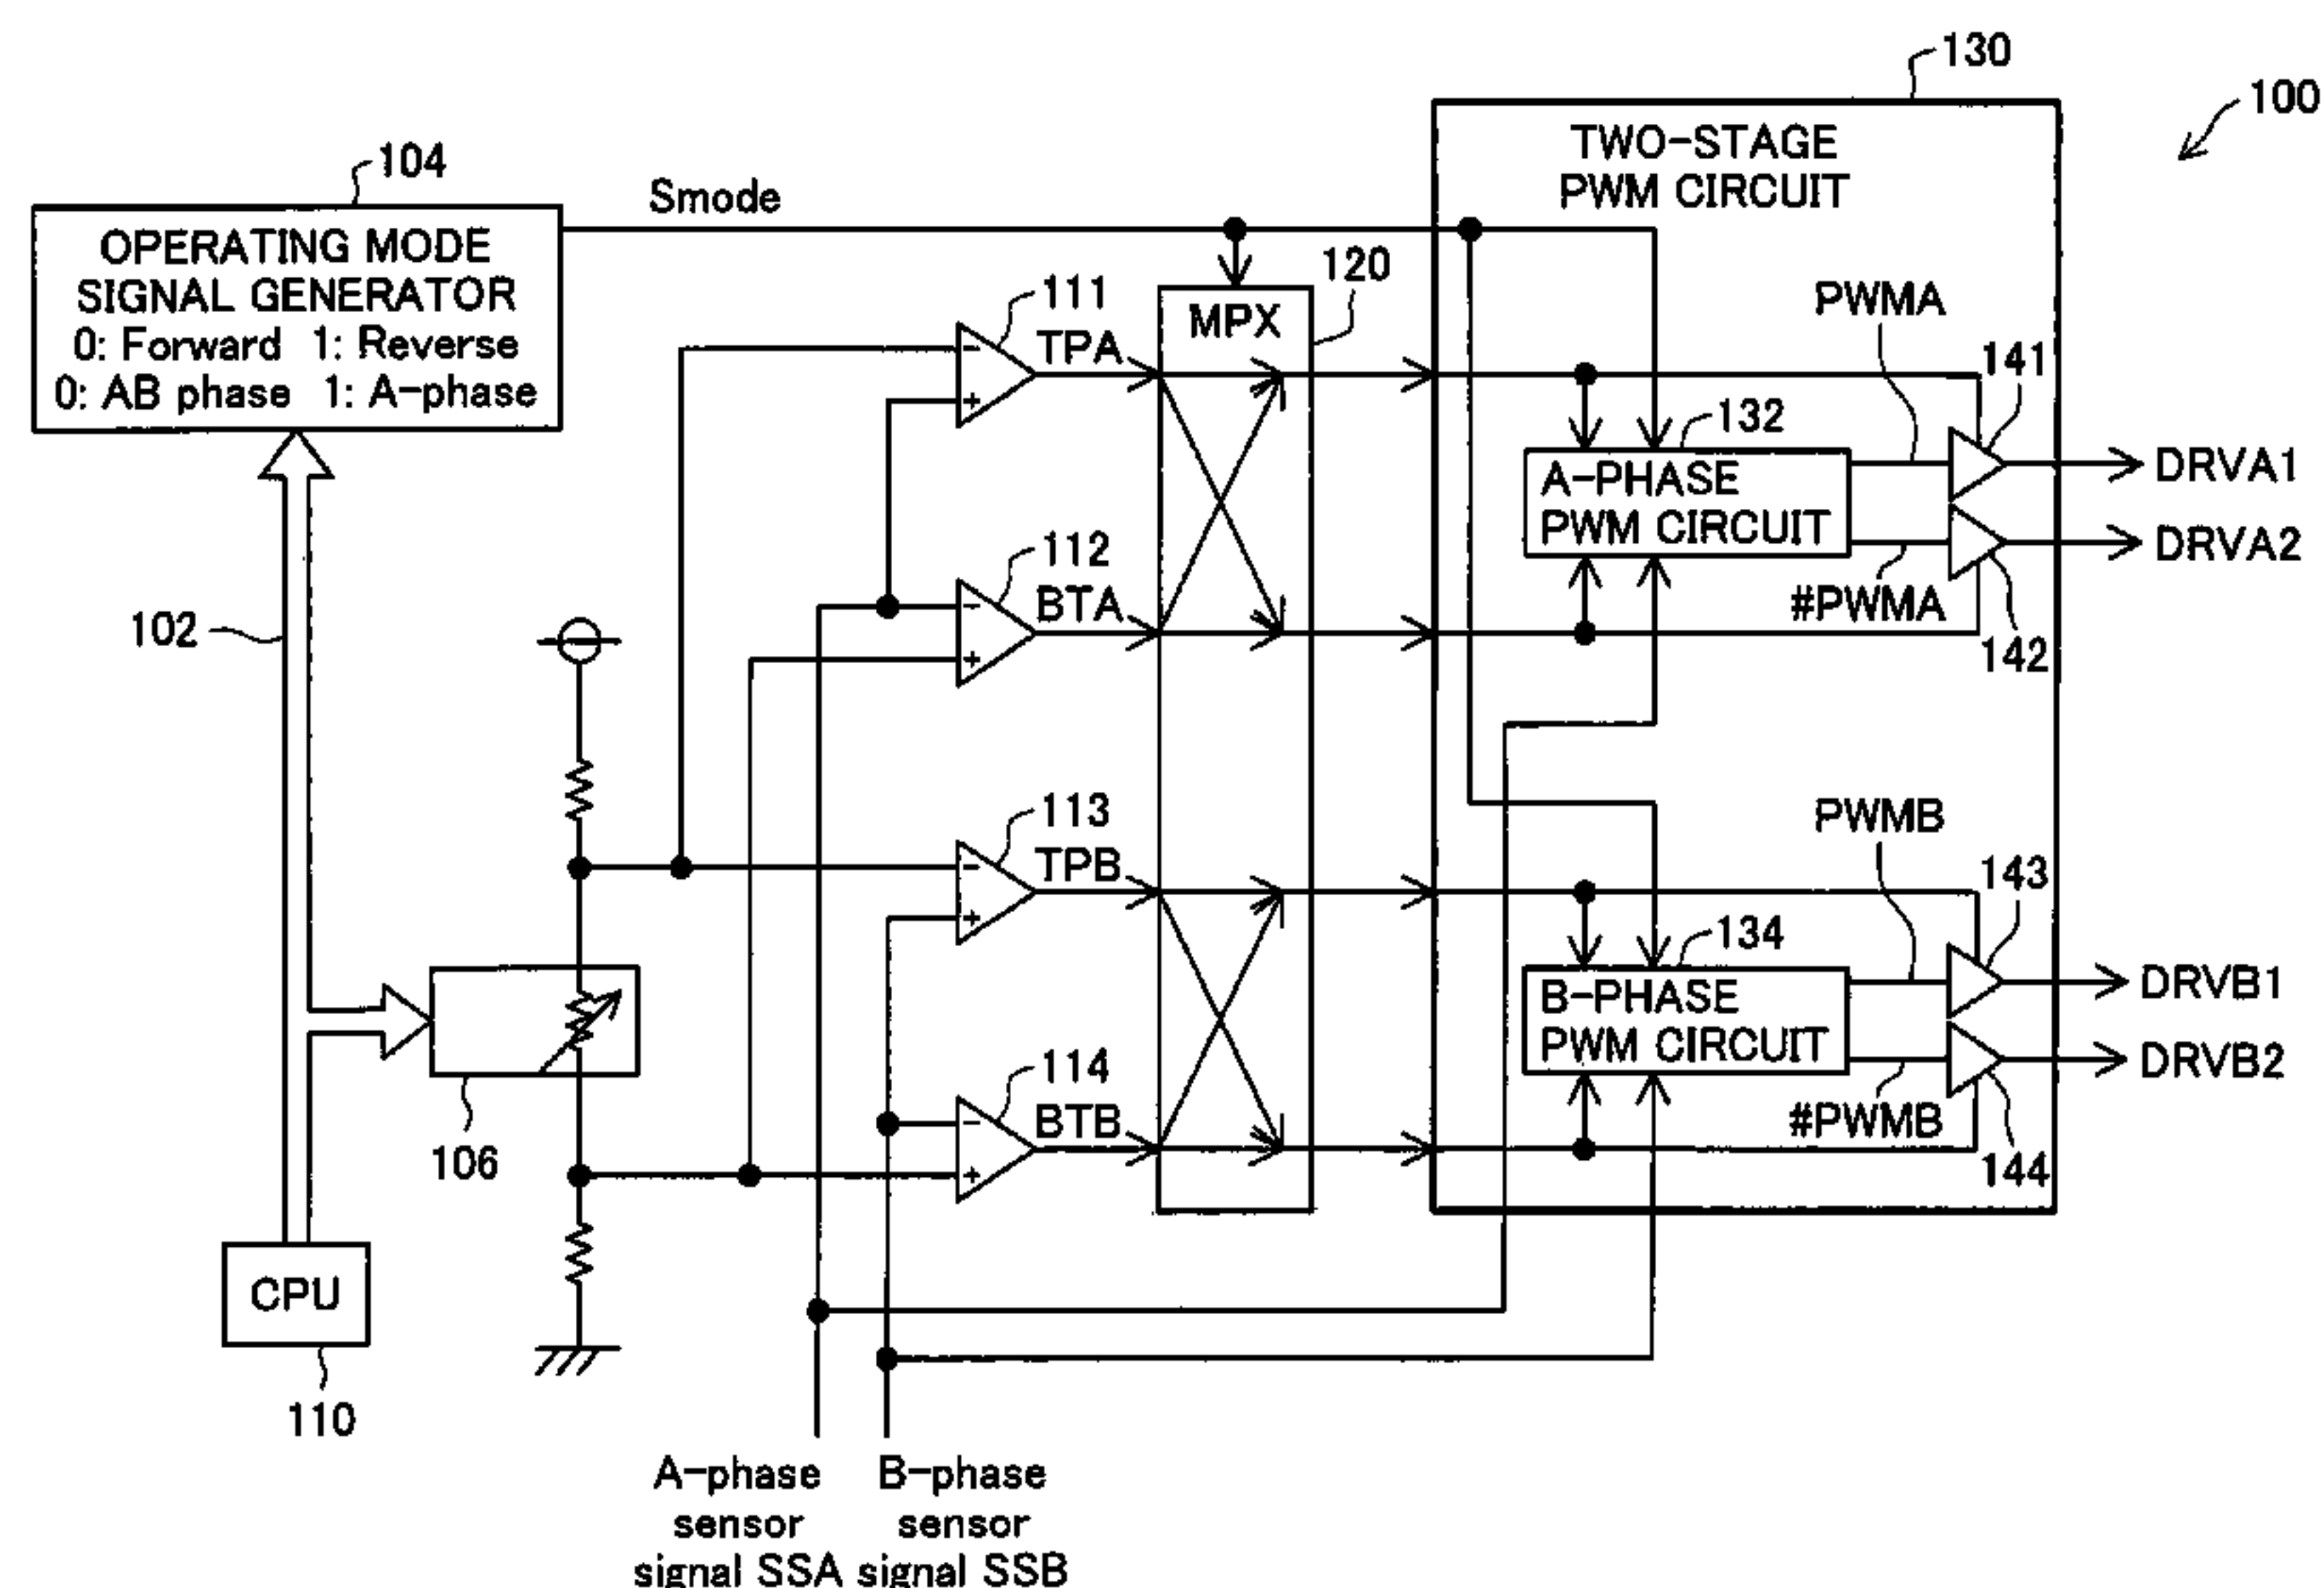 130
100
TWO-STAGE
PWM CIRCUIT
104
Smode
OPERATING MODE
SIGNAL GENERATOR
0: Forward 1: Reverse
0: AB phase 1: A-phase
120
111
TPA
MPX
PWMA
141
132
A-PHASE
PWM CIRCUIT
DRVA1
DRVA2
112
BTA
#PWMA
142
102
-
+
-
+
113
TPB
PWMB
143
134
B-PHASE
PWM CIRCUIT
DRVB1
DRVB2
114
BTB
#PWMB
144
-
+
-
+
106
CPU
110
A-phase
sensor
signal SSA
B-phase
sensor
signal SSB